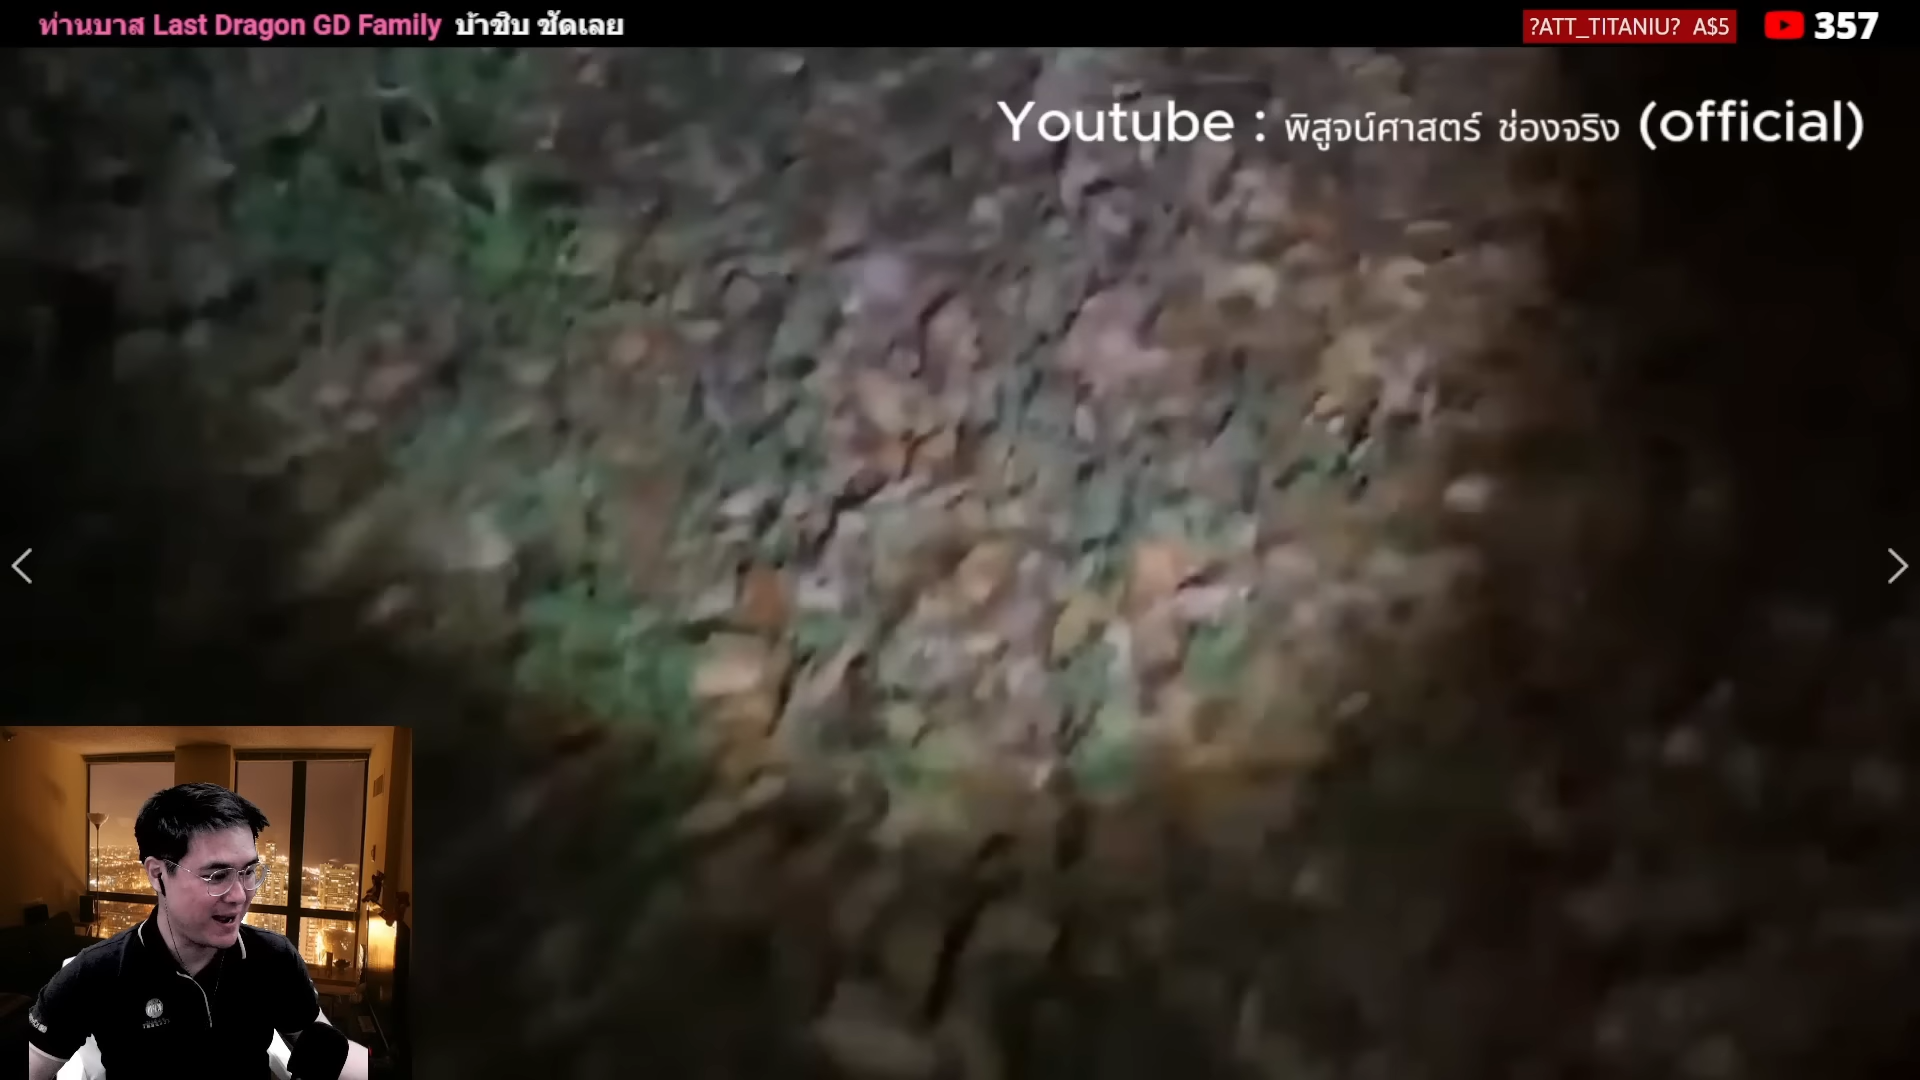 ท่านบาส Last Dragon GD Family บ้าชิบ ชัดเลย
?ATT_TITANIU? A$5
357
Youtube : พิสูจน์ศาสตร์ ช่องจริง (official)